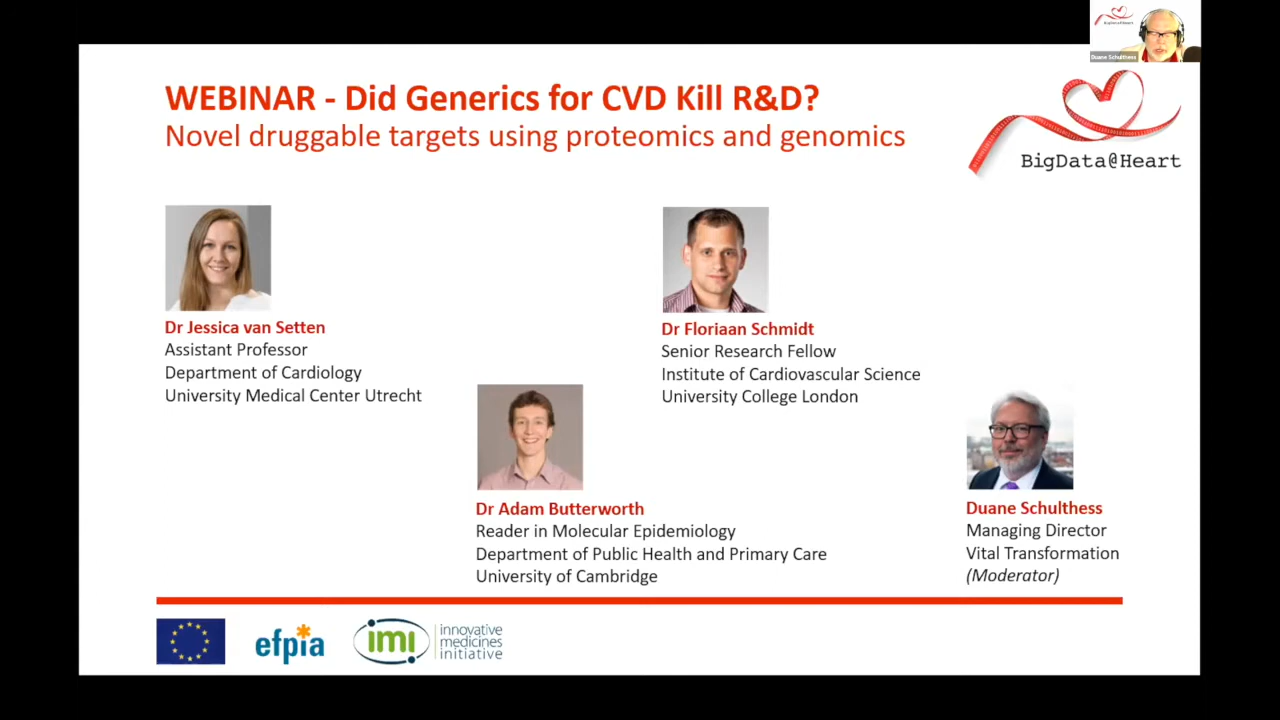 Duane Schulthess
WEBINAR - Did Generics for CVD Kill R&D?
Novel druggable targets using proteomics and genomics
BigData@Heart
Dr Jessica van Setten
Assistant Professor
Department of Cardiology
University Medical Center Utrecht
Dr Floriaan Schmidt
Senior Research Fellow
Institute of Cardiovascular Science
University College London
Dr Adam Butterworth
Reader in Molecular Epidemiology
Department of Public Health and Primary Care
University of Cambridge
Duane Schulthess
Managing Director
Vital Transformation
(Moderator)
efpia
imi
innovative
medicines
initiative